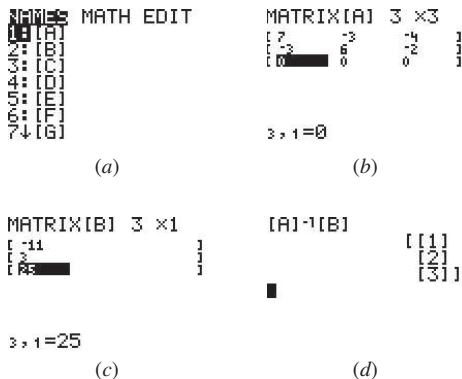 NAMES MATH EDIT
1:[A]
2:[B]
3:[C]
4:[D]
5:[E]
6:[F]
7↓[G]
(a)
MATRIX[A] 3 ×3
[ 7 -3 -4 ]
[ -3 6 -2 ]
[ 0 0 0 ]
3,1=0
(b)
MATRIX[B] 3 ×1
[ -11 ]
[ 3 ]
[ 25 ]
3,1=25
(c)
[A]⁻¹[B]
[[1]
[2]
[3]]
(d)